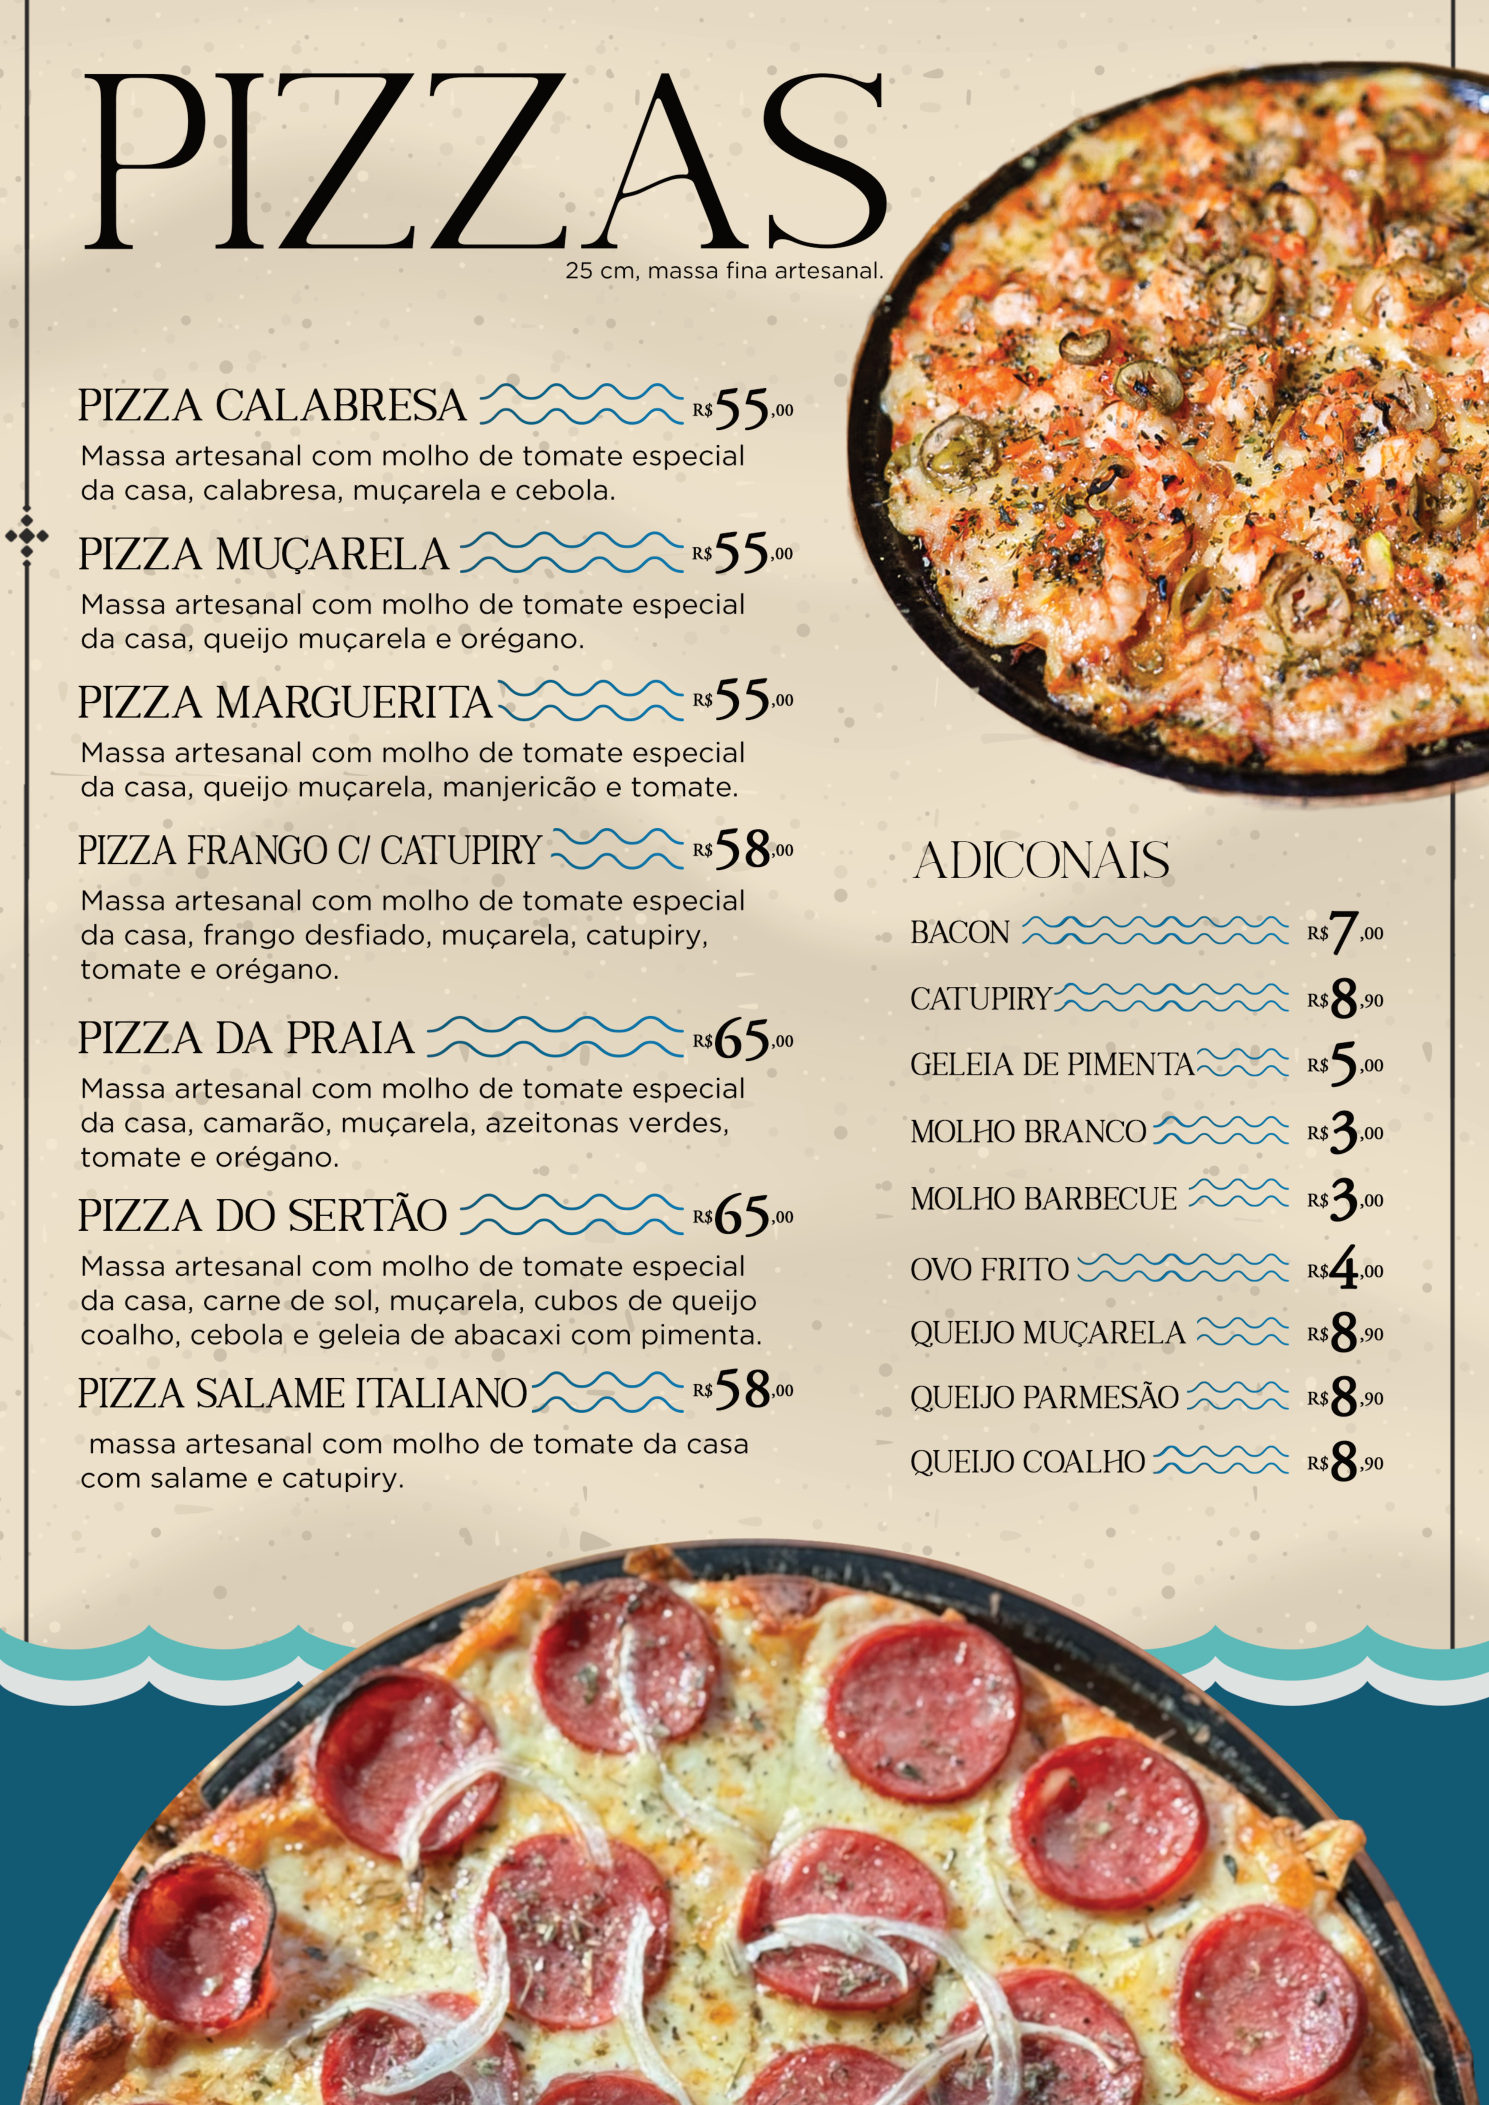 PIZZAS
25 cm, massa fina artesanal.
PIZZA CALABRESA R$55,00
Massa artesanal com molho de tomate especial
da casa, calabresa, muçarela e cebola.
PIZZA MUÇARELA R$55,00
Massa artesanal com molho de tomate especial
da casa, queijo muçarela e orégano.
PIZZA MARGUERITA R$55,00
Massa artesanal com molho de tomate especial
da casa, queijo muçarela, manjericão e tomate.
PIZZA FRANGO C/ CATUPIRY R$58,00
Massa artesanal com molho de tomate especial
da casa, frango desfiado, muçarela, catupiry,
tomate e orégano.
PIZZA DA PRAIA R$65,00
Massa artesanal com molho de tomate especial
da casa, camarão, muçarela, azeitonas verdes,
tomate e orégano.
PIZZA DO SERTÃO R$65,00
Massa artesanal com molho de tomate especial
da casa, carne de sol, muçarela, cubos de queijo
coalho, cebola e geleia de abacaxi com pimenta.
PIZZA SALAME ITALIANO R$58,00
massa artesanal com molho de tomate da casa
com salame e catupiry.
ADICONAIS
BACON R$7,00
CATUPIRY R$8,90
GELEIA DE PIMENTA R$5,00
MOLHO BRANCO R$3,00
MOLHO BARBECUE R$3,00
OVO FRITO R$4,00
QUEIJO MUÇARELA R$8,90
QUEIJO PARMESÃO R$8,90
QUEIJO COALHO R$8,90